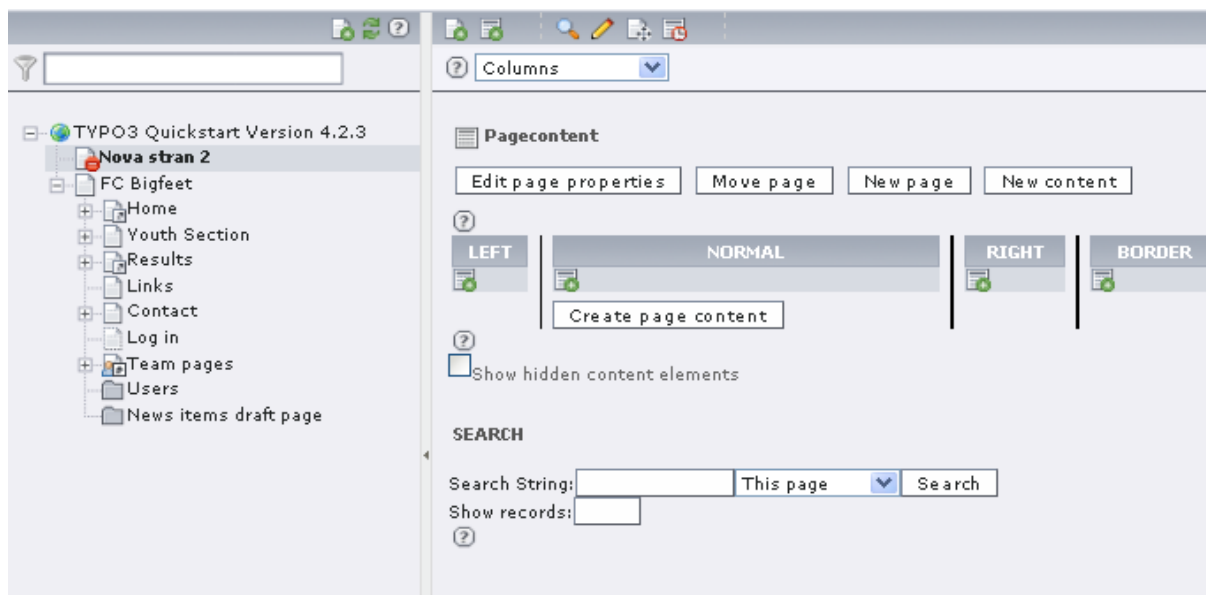 Columns
TYPO3 Quickstart Version 4.2.3
Nova stran 2
FC Bigfeet
Home
Youth Section
Results
Links
Contact
Log in
Team pages
Users
News items draft page
Pagecontent
Edit page properties Move page New page New content
LEFT NORMAL RIGHT BORDER
Create page content
Show hidden content elements
SEARCH
Search String: This page Search
Show records: